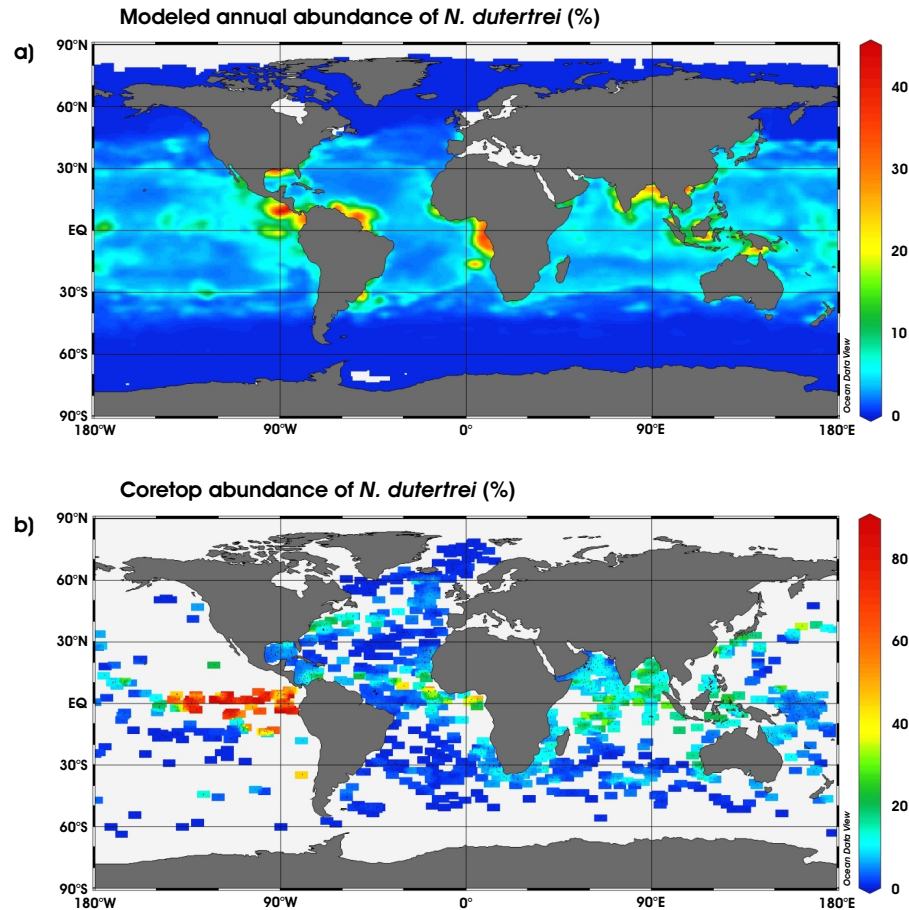 Modeled annual abundance of N. dutertrei (%)
a)
90°N
60°N
30°N
EQ
30°S
60°S
90°S
180°W
90°W
0°
90°E
180°E
Ocean Data View
40
30
20
10
0
Coretop abundance of N. dutertrei (%)
b)
90°N
60°N
30°N
EQ
30°S
60°S
90°S
180°W
90°W
0°
90°E
180°E
Ocean Data View
80
60
40
20
0